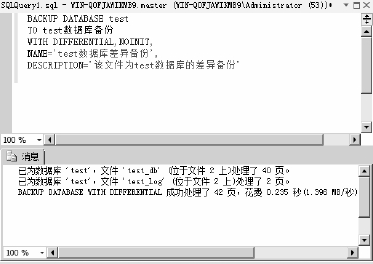 SQLQuery1.sql - YIN-QOFJAWIXMB9.master (YIN-QOFJAWIXMB9\Administrator (53))*
BACKUP DATABASE test
TO test数据库备份
WITH DIFFERENTIAL,NOINIT,
NAME='test数据库差异备份',
DESCRIPTION='该文件为test数据库的差异备份'
100 %
消息
已为数据库 'test'，文件 'test_db' (位于文件 2 上)处理了 40 页。
已为数据库 'test'，文件 'test_log' (位于文件 2 上)处理了 2 页。
BACKUP DATABASE WITH DIFFERENTIAL 成功处理了 42 页，花费 0.235 秒(1.396 MB/秒)
100 %